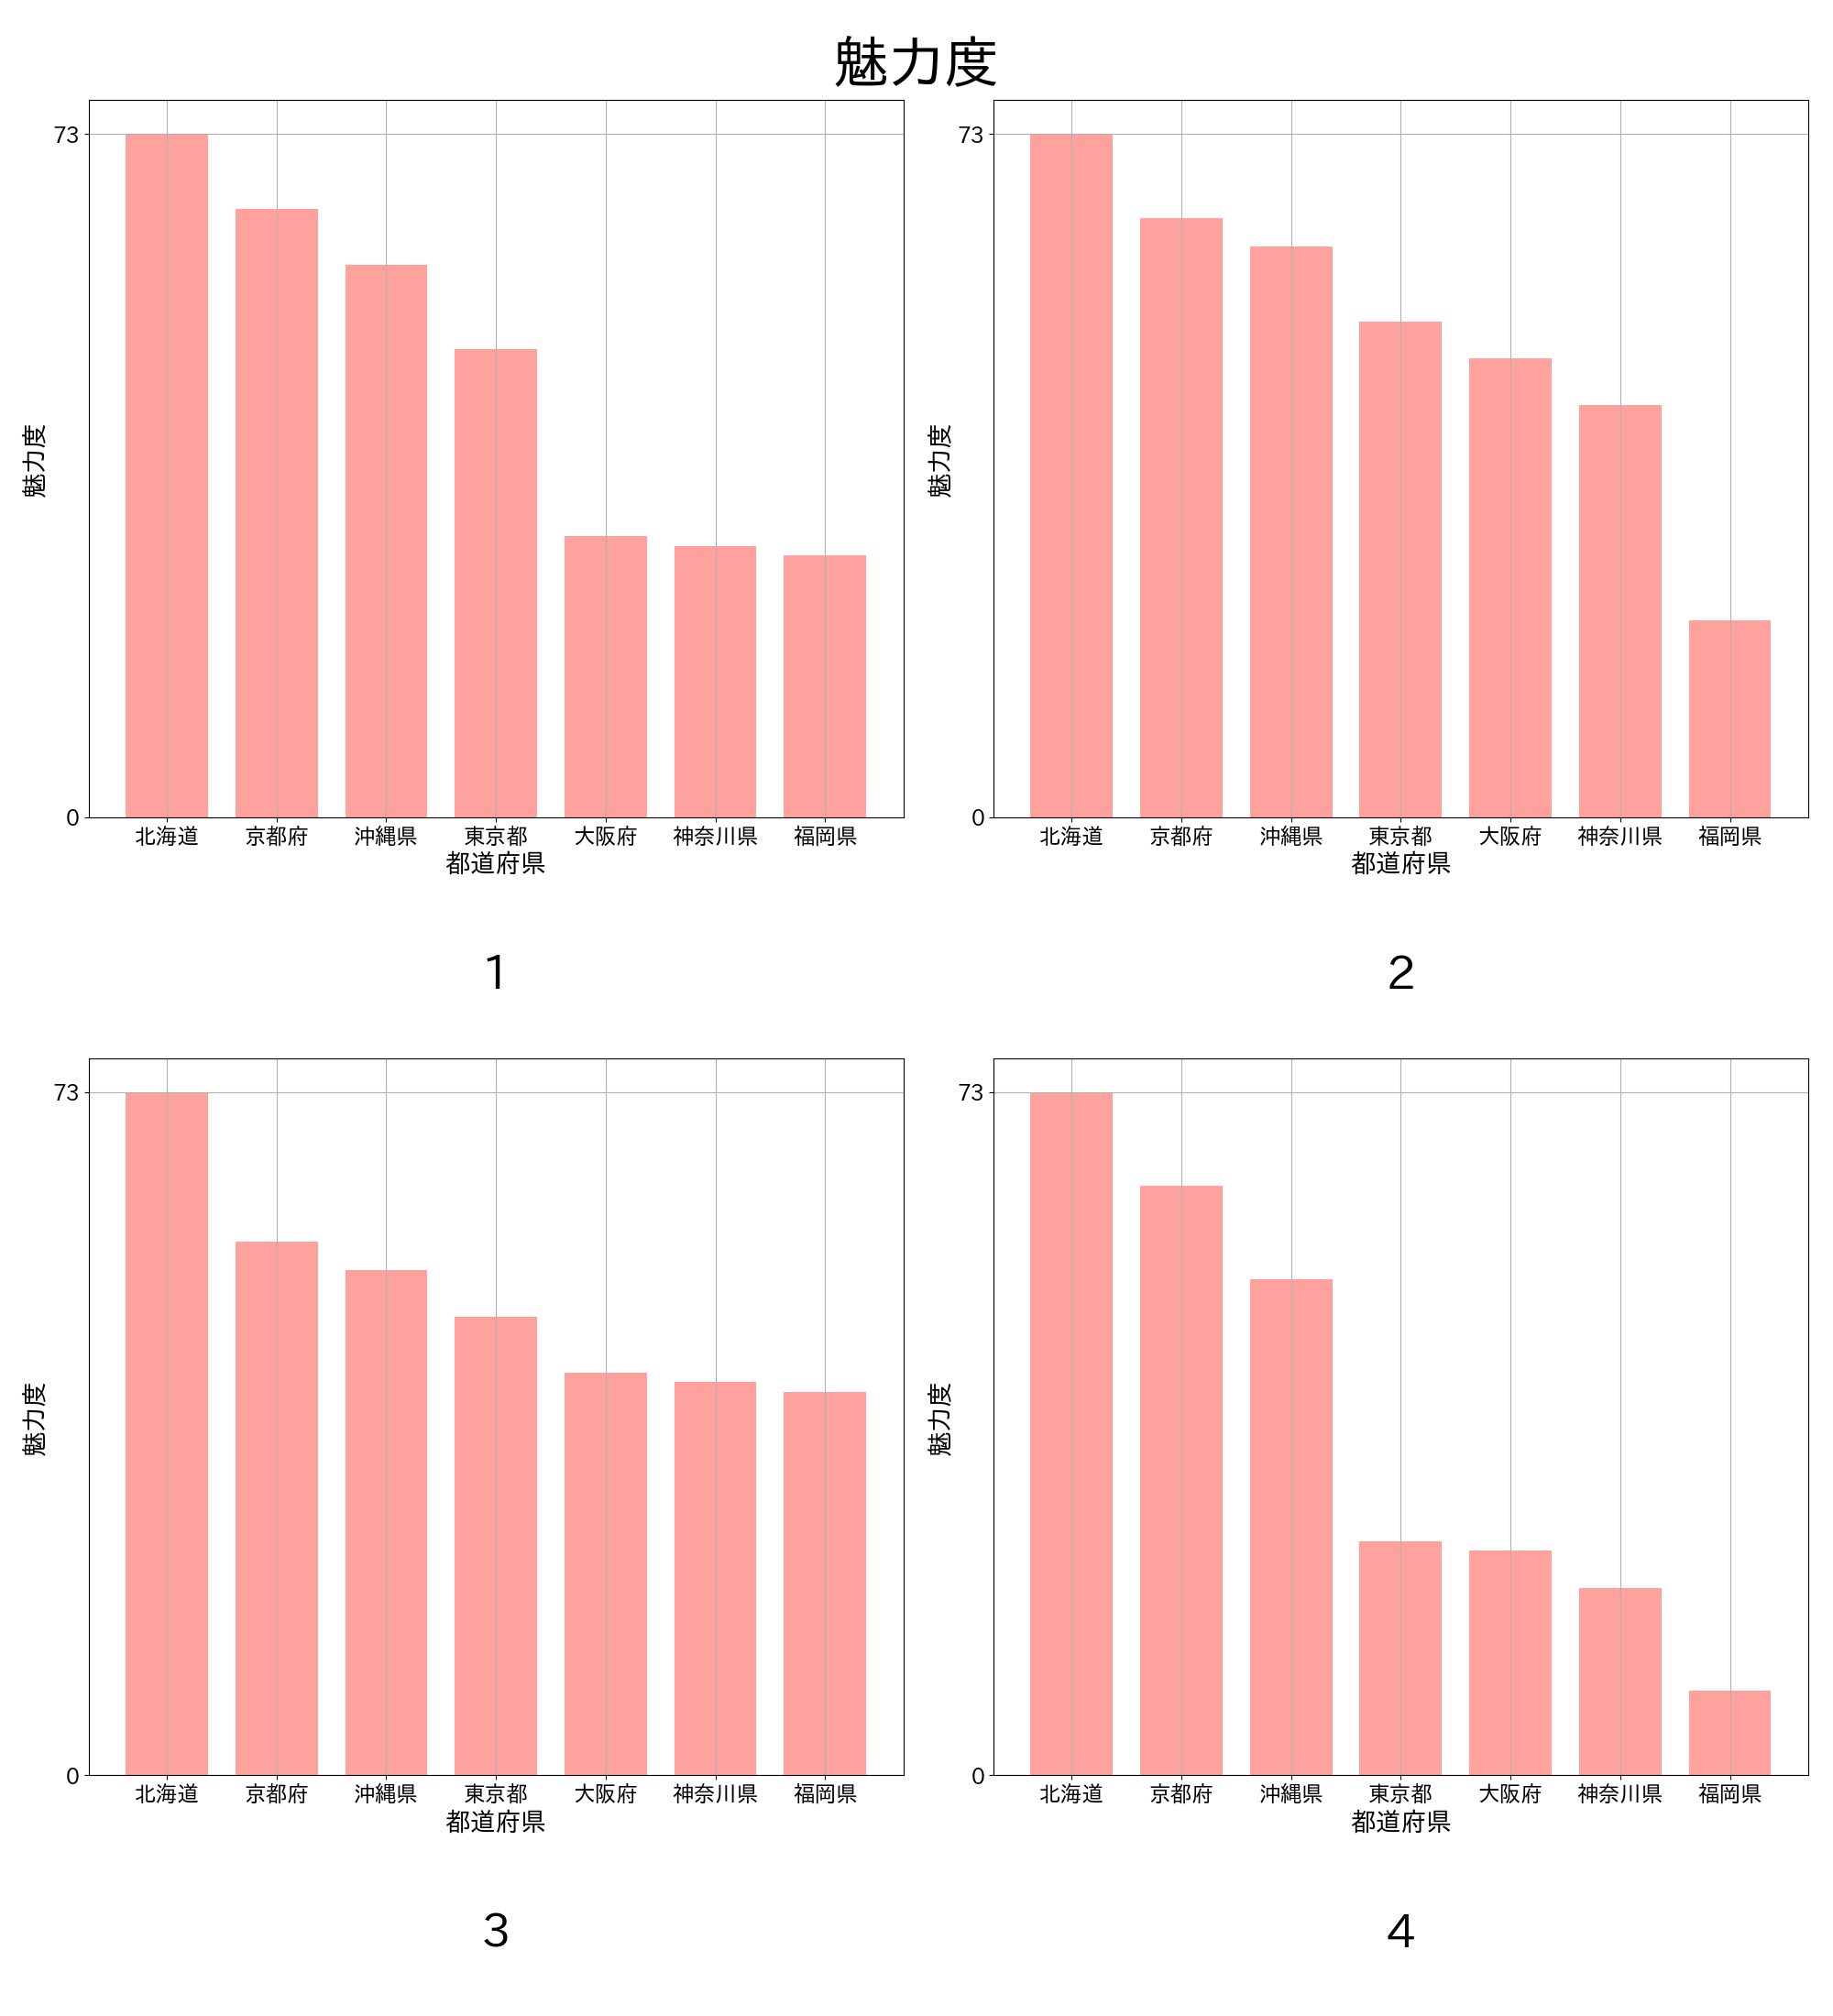 魅力度
73
0
魅力度
北海道 京都府 沖縄県 東京都 大阪府 神奈川県 福岡県
都道府県
1
73
0
魅力度
北海道 京都府 沖縄県 東京都 大阪府 神奈川県 福岡県
都道府県
2
73
0
魅力度
北海道 京都府 沖縄県 東京都 大阪府 神奈川県 福岡県
都道府県
3
73
0
魅力度
北海道 京都府 沖縄県 東京都 大阪府 神奈川県 福岡県
都道府県
4